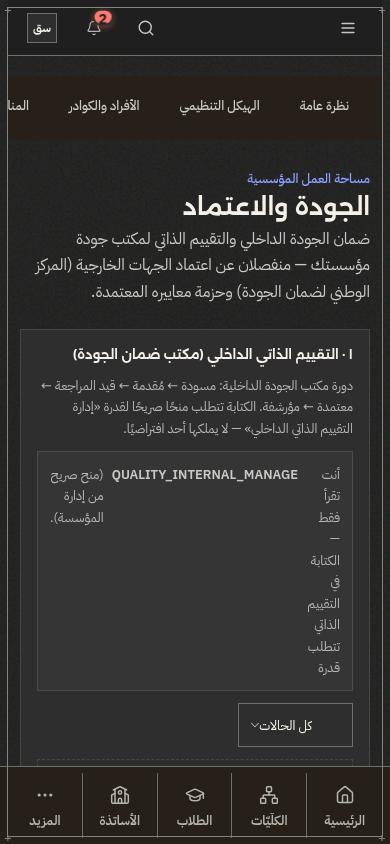 سق
2
نظرة عامة
الهيكل التنظيمي
الأفراد والكوادر
المنا
مساحة العمل المؤسسية
الجودة والاعتماد
ضمان الجودة الداخلي والتقييم الذاتي لمكتب جودة
مؤسستك — منفصلان عن اعتماد الجهات الخارجية (المركز
الوطني لضمان الجودة) وحزمة معاييره المعتمدة.
١ · التقييم الذاتي الداخلي (مكتب ضمان الجودة)
دورة مكتب الجودة الداخلية: مسودة ← مُقدمة ← قيد المراجعة ←
معتمدة ← مؤرشفة. الكتابة تتطلب منحًا صريحًا لقدرة «إدارة
التقييم الذاتي الداخلي» — لا يملكها أحد افتراضيًا.
أنت
تقرأ
فقط
—
الكتابة
في
التقييم
الذاتي
تتطلب
قدرة
QUALITY_INTERNAL_MANAGE
(منح صريح
من إدارة
المؤسسة).
كل الحالات
الرئيسية
الكليّات
الطلاب
الأساتذة
المزيد